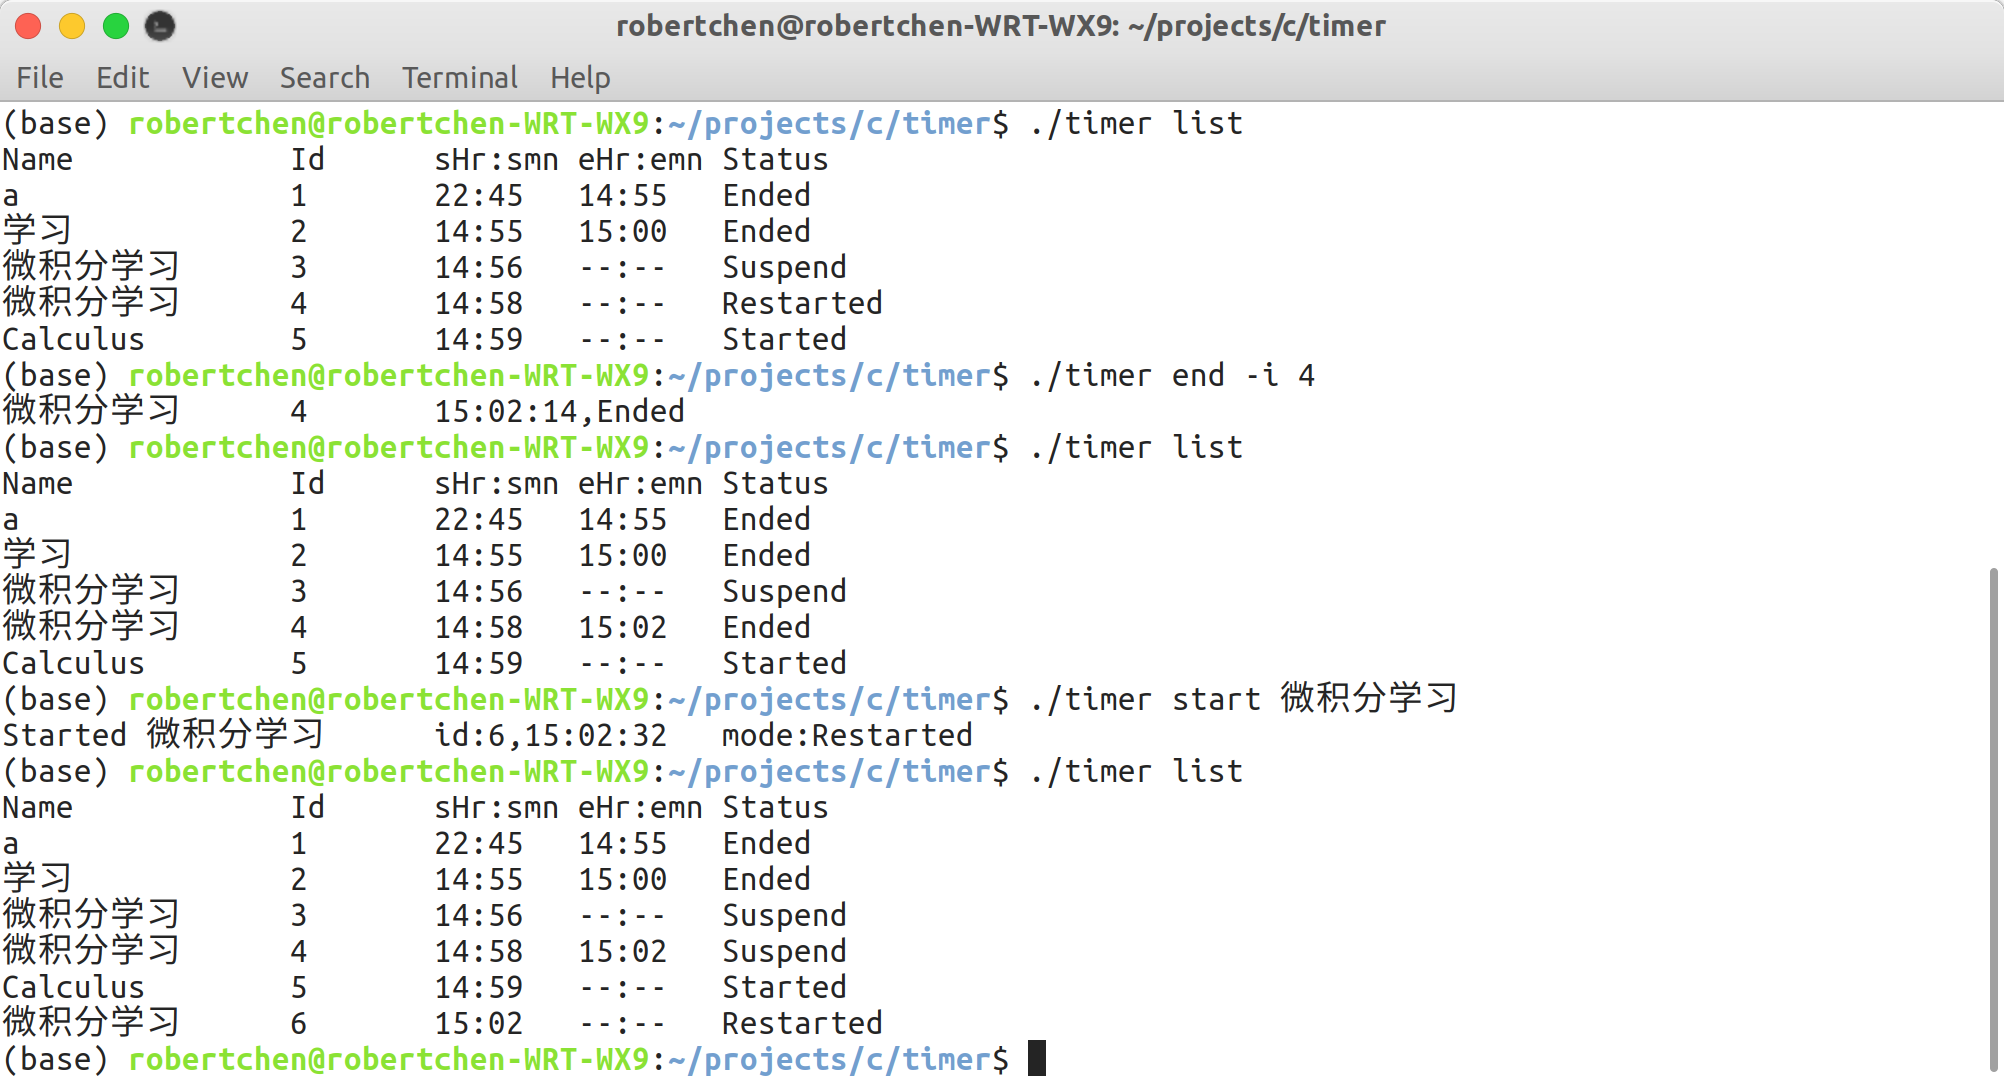 robertchen@robertchen-WRT-WX9: ~/projects/c/timer
File Edit View Search Terminal Help
(base) robertchen@robertchen-WRT-WX9:~/projects/c/timer$ ./timer list
Name Id sHr:smn eHr:emn Status
a 1 22:45 14:55 Ended
学习 2 14:55 15:00 Ended
微积分学习 3 14:56 --:-- Suspend
微积分学习 4 14:58 --:-- Restarted
Calculus 5 14:59 --:-- Started
(base) robertchen@robertchen-WRT-WX9:~/projects/c/timer$ ./timer end -i 4
微积分学习 4 15:02:14,Ended
(base) robertchen@robertchen-WRT-WX9:~/projects/c/timer$ ./timer list
Name Id sHr:smn eHr:emn Status
a 1 22:45 14:55 Ended
学习 2 14:55 15:00 Ended
微积分学习 3 14:56 --:-- Suspend
微积分学习 4 14:58 15:02 Ended
Calculus 5 14:59 --:-- Started
(base) robertchen@robertchen-WRT-WX9:~/projects/c/timer$ ./timer start 微积分学习
Started 微积分学习 id:6,15:02:32 mode:Restarted
(base) robertchen@robertchen-WRT-WX9:~/projects/c/timer$ ./timer list
Name Id sHr:smn eHr:emn Status
a 1 22:45 14:55 Ended
学习 2 14:55 15:00 Ended
微积分学习 3 14:56 --:-- Suspend
微积分学习 4 14:58 15:02 Suspend
Calculus 5 14:59 --:-- Started
微积分学习 6 15:02 --:-- Restarted
(base) robertchen@robertchen-WRT-WX9:~/projects/c/timer$